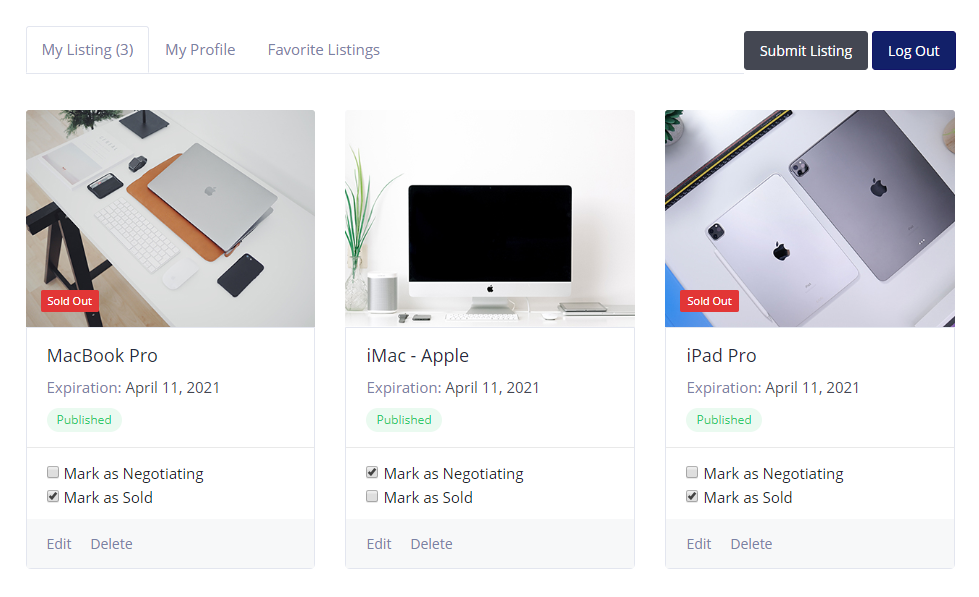 My Listing (3)
My Profile
Favorite Listings
Submit Listing
Log Out
Sold Out
MacBook Pro
Expiration: April 11, 2021
Published
Mark as Negotiating
Mark as Sold
Edit
Delete
iMac - Apple
Expiration: April 11, 2021
Published
Mark as Negotiating
Mark as Sold
Edit
Delete
Sold Out
iPad Pro
Expiration: April 11, 2021
Published
Mark as Negotiating
Mark as Sold
Edit
Delete